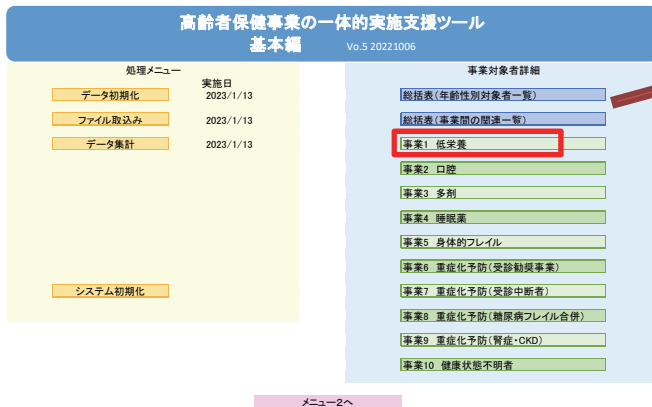 高齢者保健事業の一体的実施支援ツール
基本編 Vo.5 20221006
処理メニュー
実施日
データ初期化 2023/1/13
ファイル取込み 2023/1/13
データ集計 2023/1/13
システム初期化
事業対象者詳細
総括表(年齢性別対象者一覧)
総括表(事業間の関連一覧)
事業1 低栄養
事業2 口腔
事業3 多剤
事業4 睡眠薬
事業5 身体的フレイル
事業6 重症化予防(受診勧奨事業)
事業7 重症化予防(受診中断者)
事業8 重症化予防(糖尿病フレイル合併)
事業9 重症化予防(腎症・CKD)
事業10 健康状態不明者
メニュー2へ